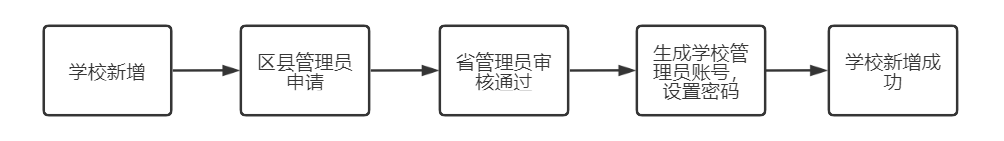 学校新增
区县管理员
申请
省管理员审
核通过
生成学校管
理员账号，
设置密码
学校新增成
功